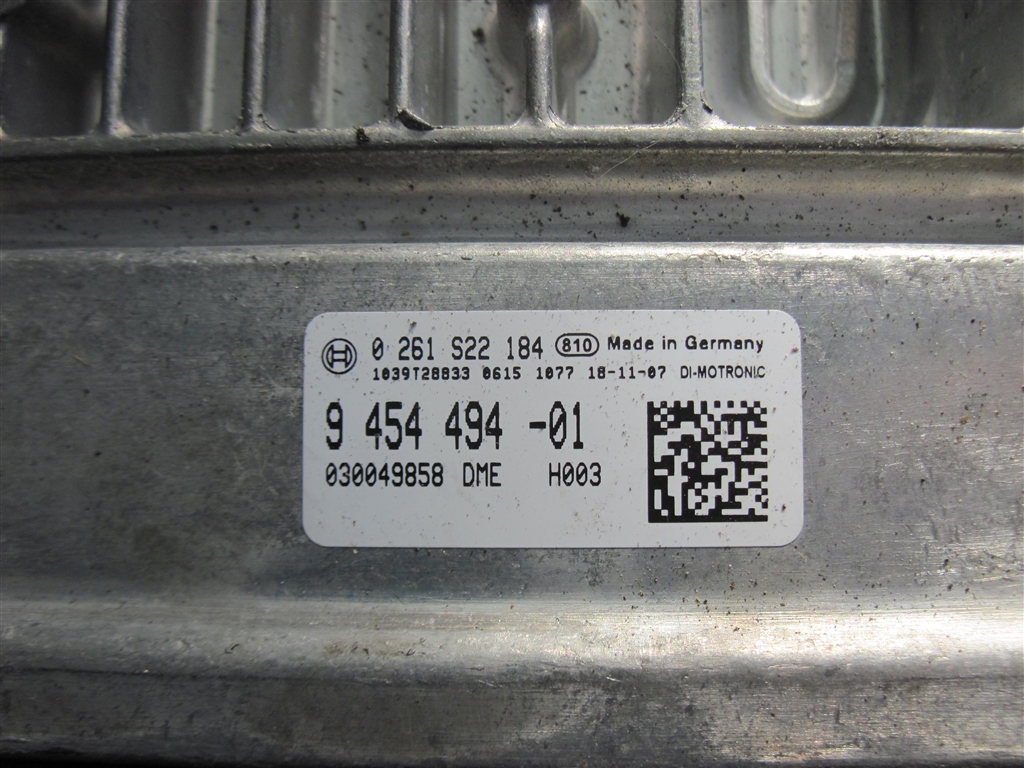 0 261 S22 184 810 Made in Germany
1039T28833 0615 1077 18-11-07 DI-MOTRONIC
9 454 494 -01
030049858 DME H003